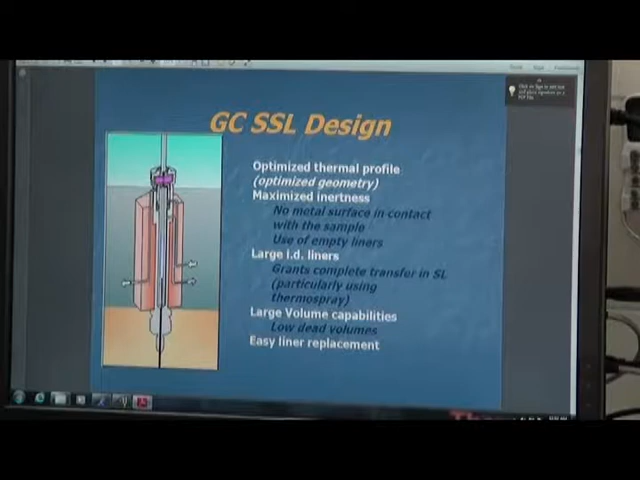 GC SSL Design
Optimized thermal profile
(optimized geometry)
Maximized inertness
No metal surface in contact
with the sample
Use of empty liners
Large i.d. liners
Grants complete transfer in SL
(particularly using
thermospray)
Large Volume capabilities
Low dead volumes
Easy liner replacement